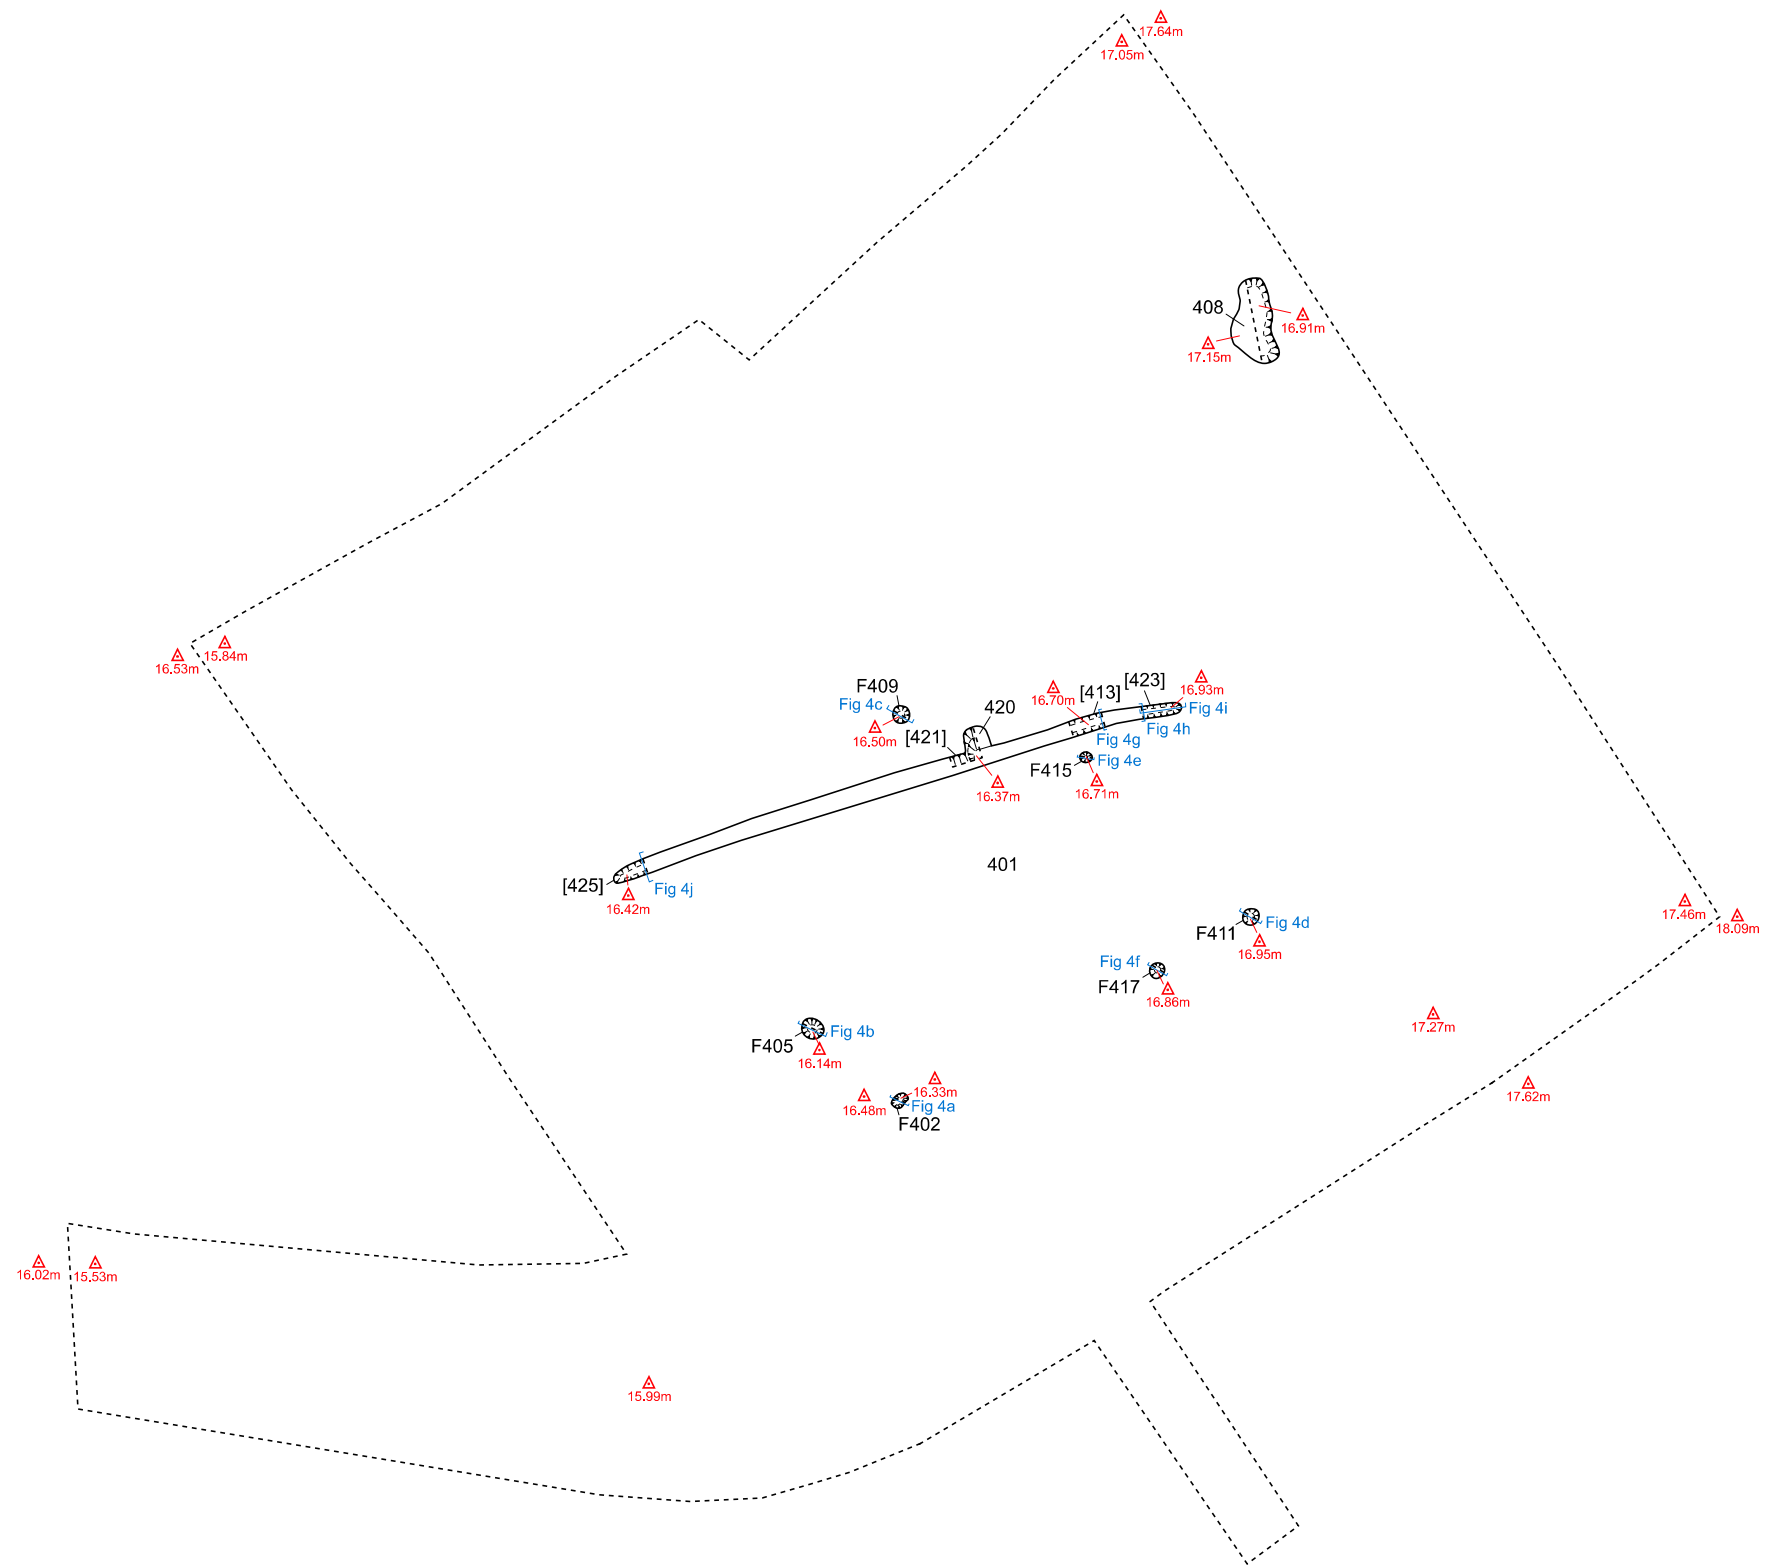 17.64m
17.05m
408
16.91m
17.15m
16.53m
15.84m
F409
Fig 4c
16.50m
420
[421]
16.37m
16.70m
[413]
[423]
16.93m
Fig 4i
Fig 4h
Fig 4g
F415
Fig 4e
16.71m
401
[425]
Fig 4j
16.42m
17.46m
18.09m
F411
Fig 4d
16.95m
Fig 4f
F417
16.86m
17.27m
F405
Fig 4b
16.14m
16.33m
16.48m
Fig 4a
F402
17.62m
16.02m
15.53m
15.99m